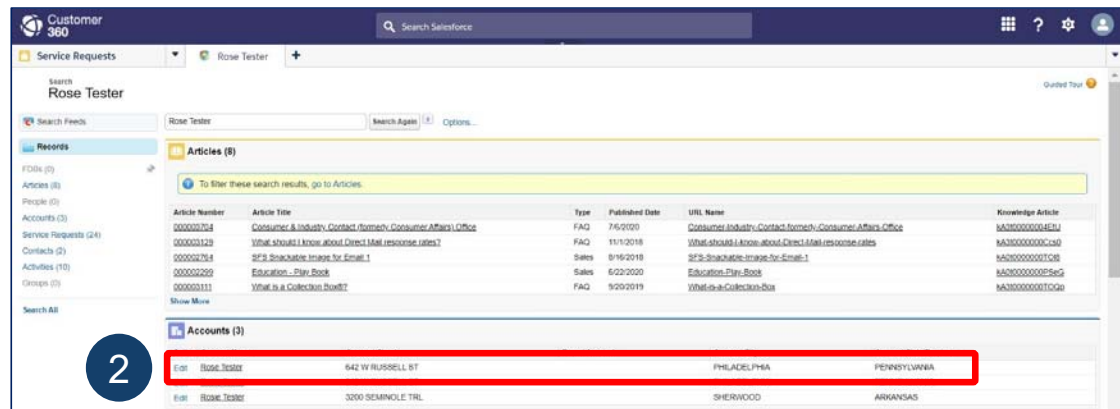 Customer 360
Search Salesforce
Service Requests
Rose Tester
Search
Rose Tester
Guided Tour
Search Feeds
Rose Tester
Search Again
Options...
Records
FDBs (0)
Articles (8)
People (0)
Accounts (3)
Service Requests (24)
Contacts (2)
Activities (10)
Groups (0)
Search All
Articles (8)
To filter these search results, go to Articles.
Article Number Article Title Type Published Date URL Name Knowledge Article
000003704 Consumer & Industry Contact (formerly Consumer Affairs) Office FAQ 7/6/2020 Consumer-Industry-Contact-formerly-Consumer-Affairs-Office
000003129 What should I know about Direct Mail response rates? FAQ 11/1/2018 What-should-I-know-about-Direct-Mail-response-rates
000002764 SFS Snackable Image for Email 1 Sales 8/16/2018 SFS-Snackable-Image-for-Email-1
000002299 Education - Play Book Sales 6/22/2020 Education-Play-Book
000003111 What is a Collection Box®? FAQ 9/20/2019 What-is-a-Collection-Box
Show More
Accounts (3)
2
Edit Rose Tester 642 W RUSSELL ST PHILADELPHIA PENNSYLVANIA
Edit Rose Tester 3200 SEMINOLE TRL SHERWOOD ARKANSAS